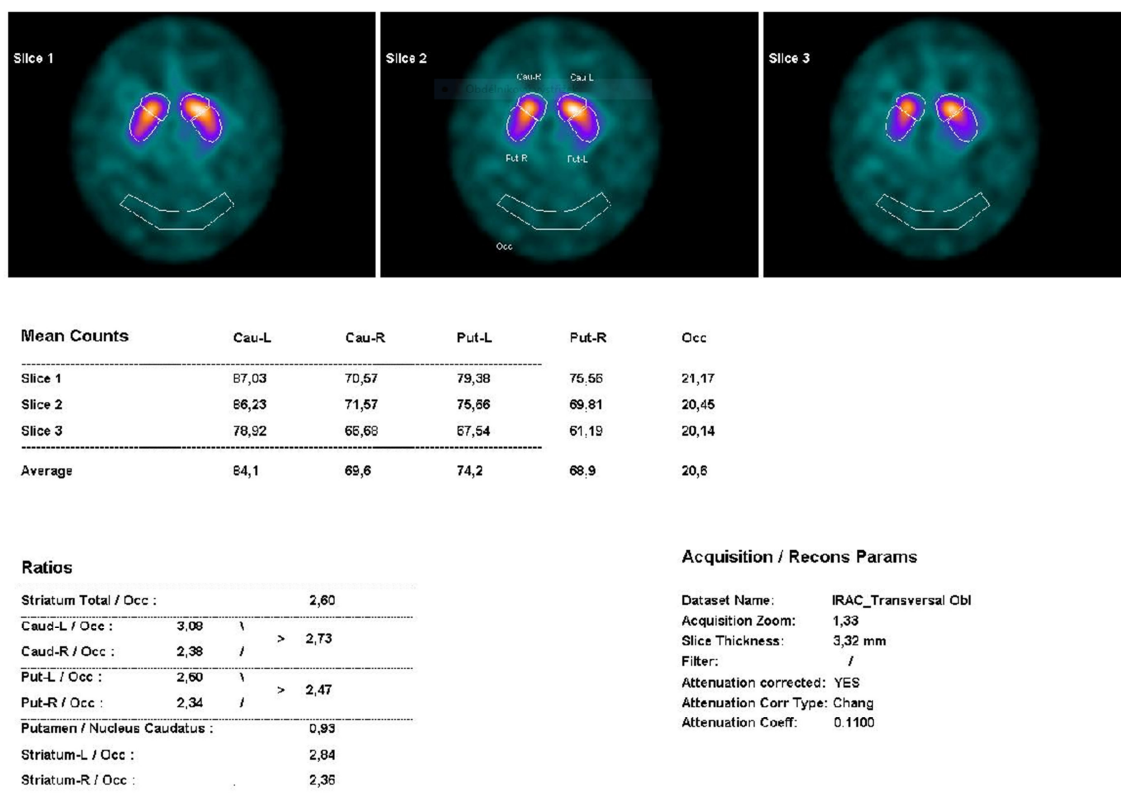 Slice 1
Slice 2
Slice 3
Cau-R Cau L
Put-R Put-L
Occ
Mean Counts Cau-L Cau-R Put-L Put-R Occ
Slice 1 87,03 70,57 79,38 75,56 21,17
Slice 2 86,23 71,57 75,66 69,81 20,45
Slice 3 78,92 66,68 67,54 61,19 20,14
Average 84,1 69,6 74,2 68,9 20,6
Ratios
Striatum Total / Occ : 2,60
Caud-L / Occ : 3,08 \
> 2,73
Caud-R / Occ : 2,38 /
Put-L / Occ : 2,60 \
> 2,47
Put-R / Occ : 2,34 /
Putamen / Nucleus Caudatus : 0,93
Striatum-L / Occ : 2,84
Striatum-R / Occ : 2,36
Acquisition / Recons Params
Dataset Name: IRAC_Transversal Obl
Acquisition Zoom: 1,33
Slice Thickness: 3,32 mm
Filter: /
Attenuation corrected: YES
Attenuation Corr Type: Chang
Attenuation Coeff: 0.1100